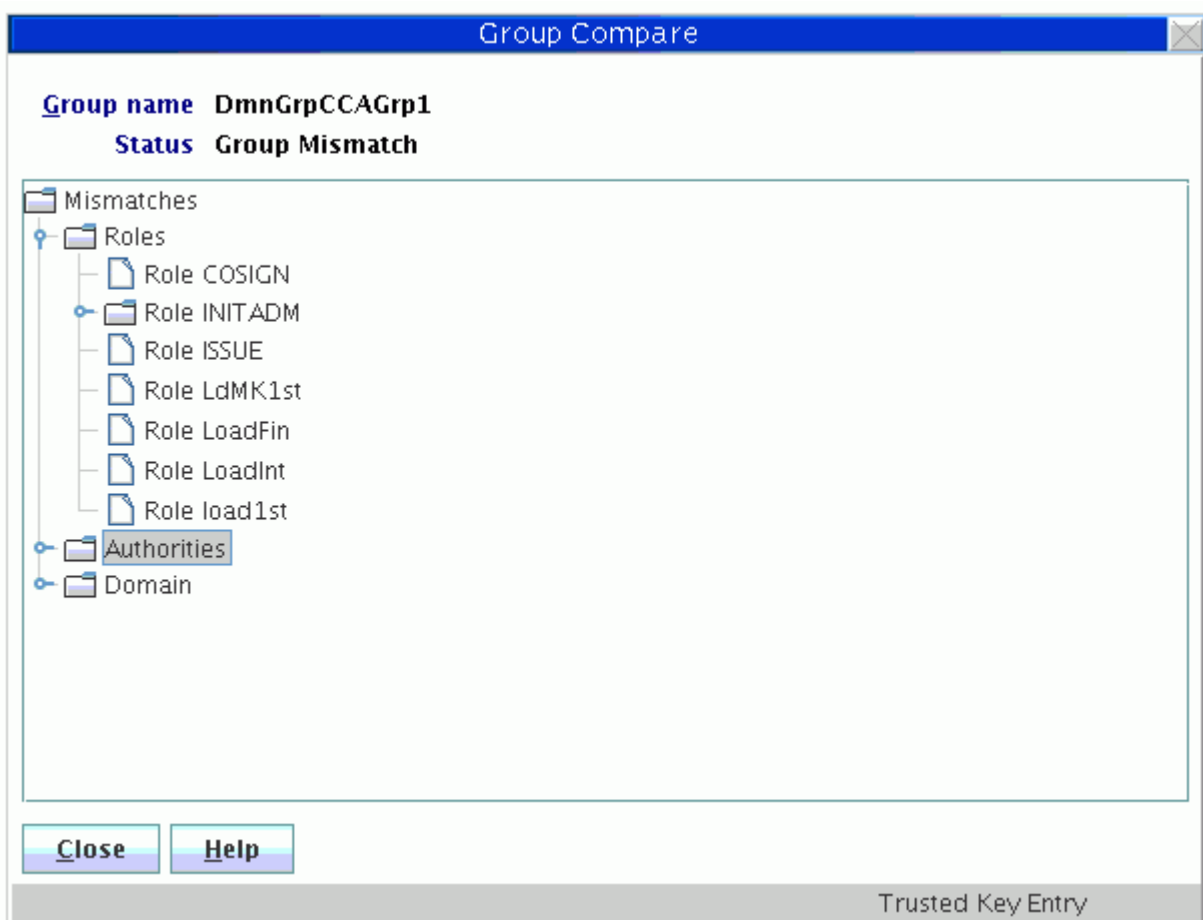 Group Compare
Group name DmnGrpCCAGrp1
Status Group Mismatch
Mismatches
Roles
Role COSIGN
Role INITADM
Role ISSUE
Role LdMK1st
Role LoadFin
Role LoadInt
Role load1st
Authorities
Domain
Close Help
Trusted Key Entry